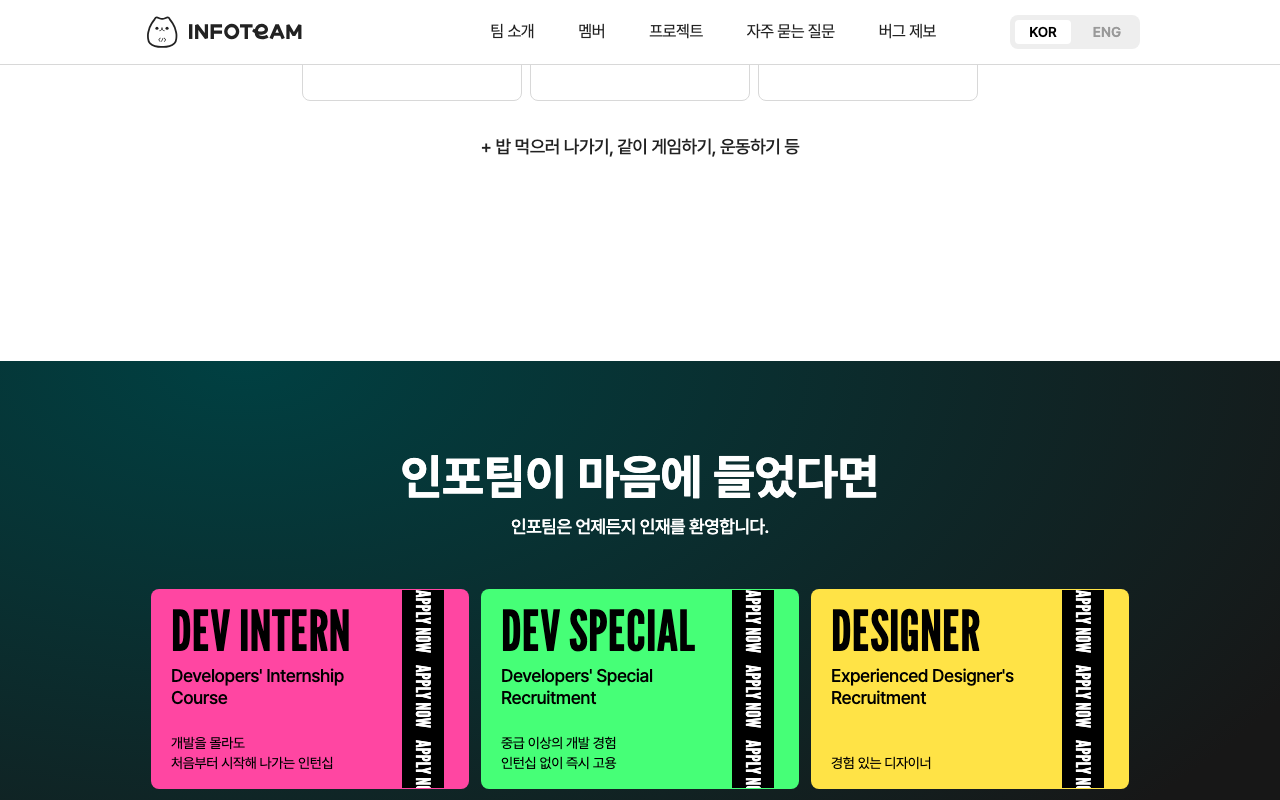 INFOTEAM
팀 소개
멤버
프로젝트
자주 묻는 질문
버그 제보
KOR
ENG
+ 밥 먹으러 나가기, 같이 게임하기, 운동하기 등
인포팀이 마음에 들었다면
인포팀은 언제든지 인재를 환영합니다.
DEV INTERN
Developers' Internship
Course
개발을 몰라도
처음부터 시작해 나가는 인턴십
APPLY NOW APPLY NOW APPLY NO
DEV SPECIAL
Developers' Special
Recruitment
중급 이상의 개발 경험
인턴십 없이 즉시 고용
APPLY NOW APPLY NOW APPLY NO
DESIGNER
Experienced Designer's
Recruitment
경험 있는 디자이너
APPLY NOW APPLY NOW APPLY NO